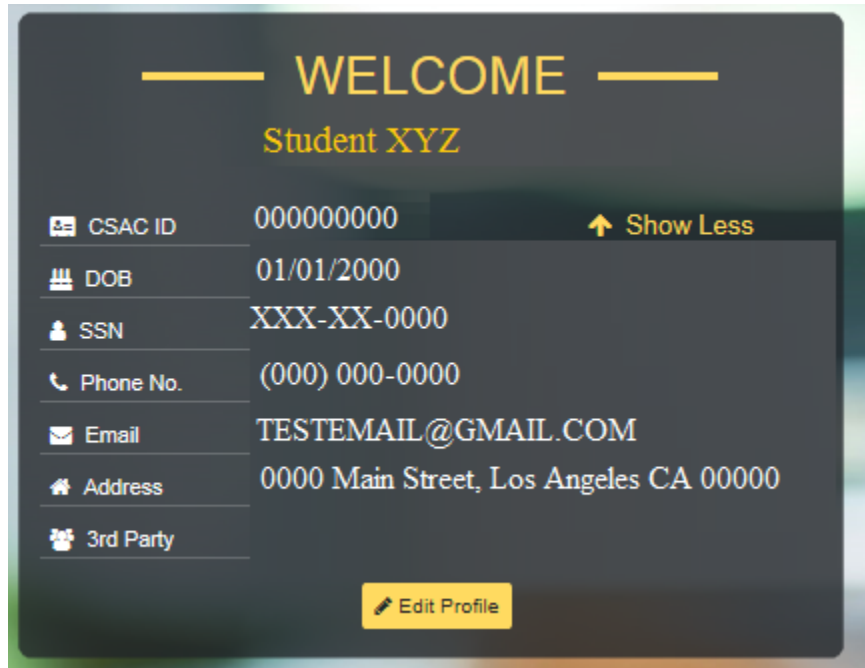 WELCOME
Student XYZ
CSAC ID 000000000 Show Less
DOB 01/01/2000
SSN XXX-XX-0000
Phone No. (000) 000-0000
Email TESTEMAIL@GMAIL.COM
Address 0000 Main Street, Los Angeles CA 00000
3rd Party
Edit Profile